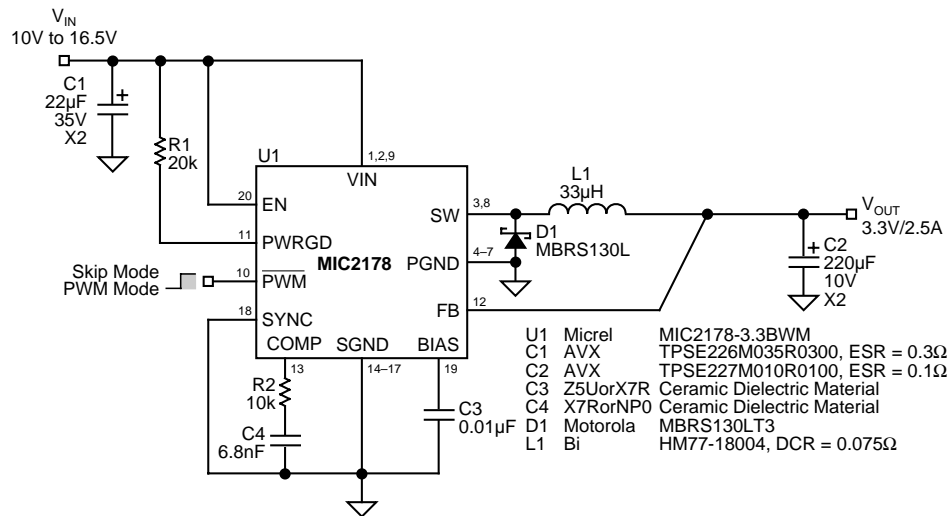 VIN
10V to 16.5V
C1
22µF
35V
X2
R1
20k
U1
1,2,9
VIN
20
EN
11
PWRGD
MIC2178
Skip Mode
PWM Mode
10
PWM
18
SYNC
COMP
SGND
BIAS
SW
3,8
PGND
4–7
FB
12
L1
33µH
D1
MBRS130L
VOUT
3.3V/2.5A
C2
220µF
10V
X2
13
14–17
19
R2
10k
C4
6.8nF
C3
0.01µF
U1 Micrel MIC2178-3.3BWM
C1 AVX TPSE226M035R0300, ESR = 0.3Ω
C2 AVX TPSE227M010R0100, ESR = 0.1Ω
C3 Z5UorX7R Ceramic Dielectric Material
C4 X7RorNP0 Ceramic Dielectric Material
D1 Motorola MBRS130LT3
L1 Bi HM77-18004, DCR = 0.075Ω